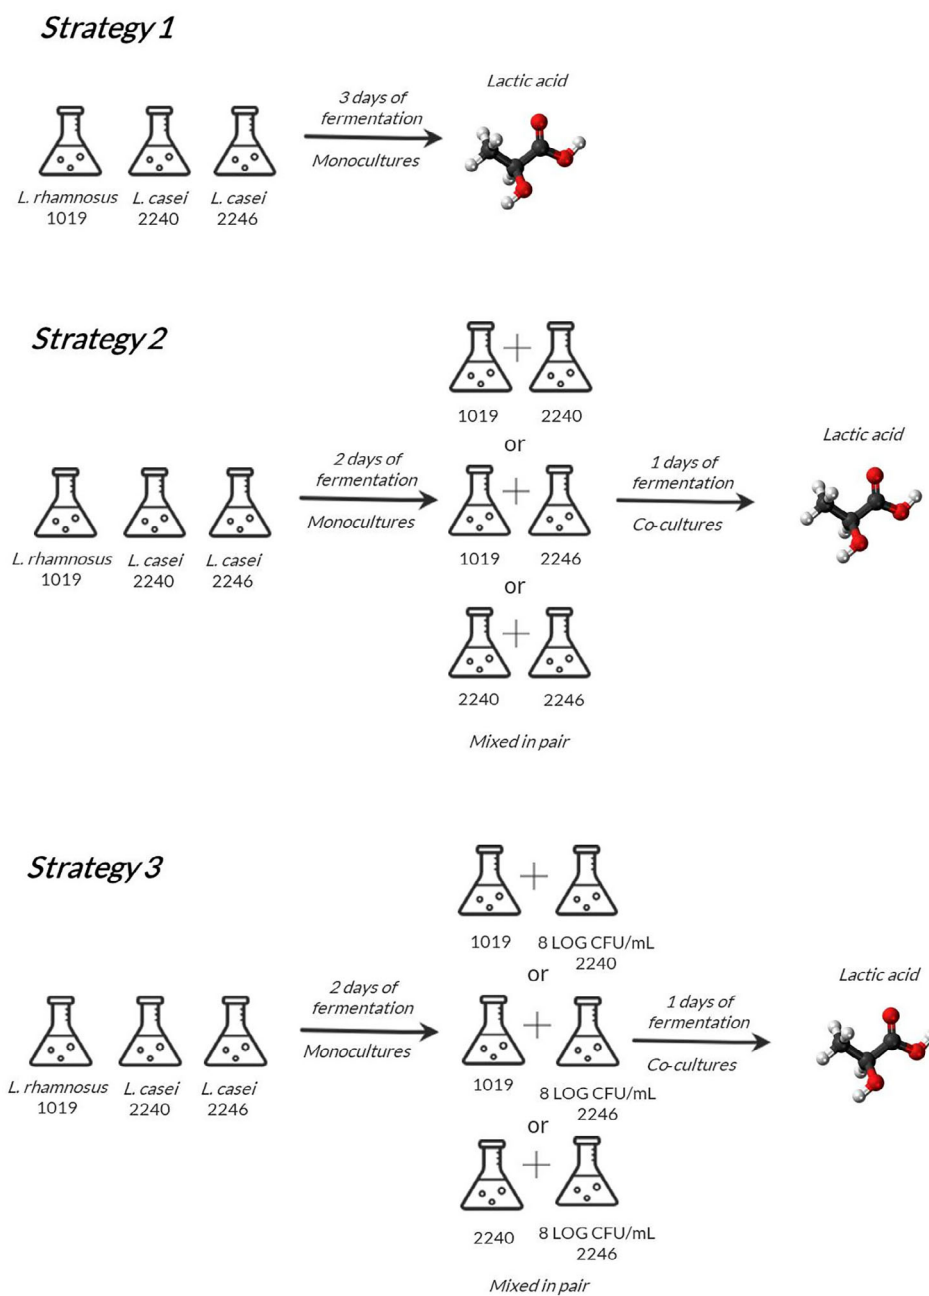 Strategy 1
Lactic acid
3 days of
fermentation
Monocultures
L. rhamnosus
1019
L. casei
2240
L. casei
2246
Strategy 2
1019
2240
or
Lactic acid
2 days of
fermentation
Monocultures
1 days of
fermentation
Co-cultures
L. rhamnosus
1019
L. casei
2240
L. casei
2246
1019
2246
or
2240
2246
Mixed in pair
Strategy 3
1019
8 LOG CFU/mL
2240
or
Lactic acid
2 days of
fermentation
Monocultures
1 days of
fermentation
Co-cultures
L. rhamnosus
1019
L. casei
2240
L. casei
2246
1019
8 LOG CFU/mL
2246
or
2240
8 LOG CFU/mL
2246
Mixed in pair